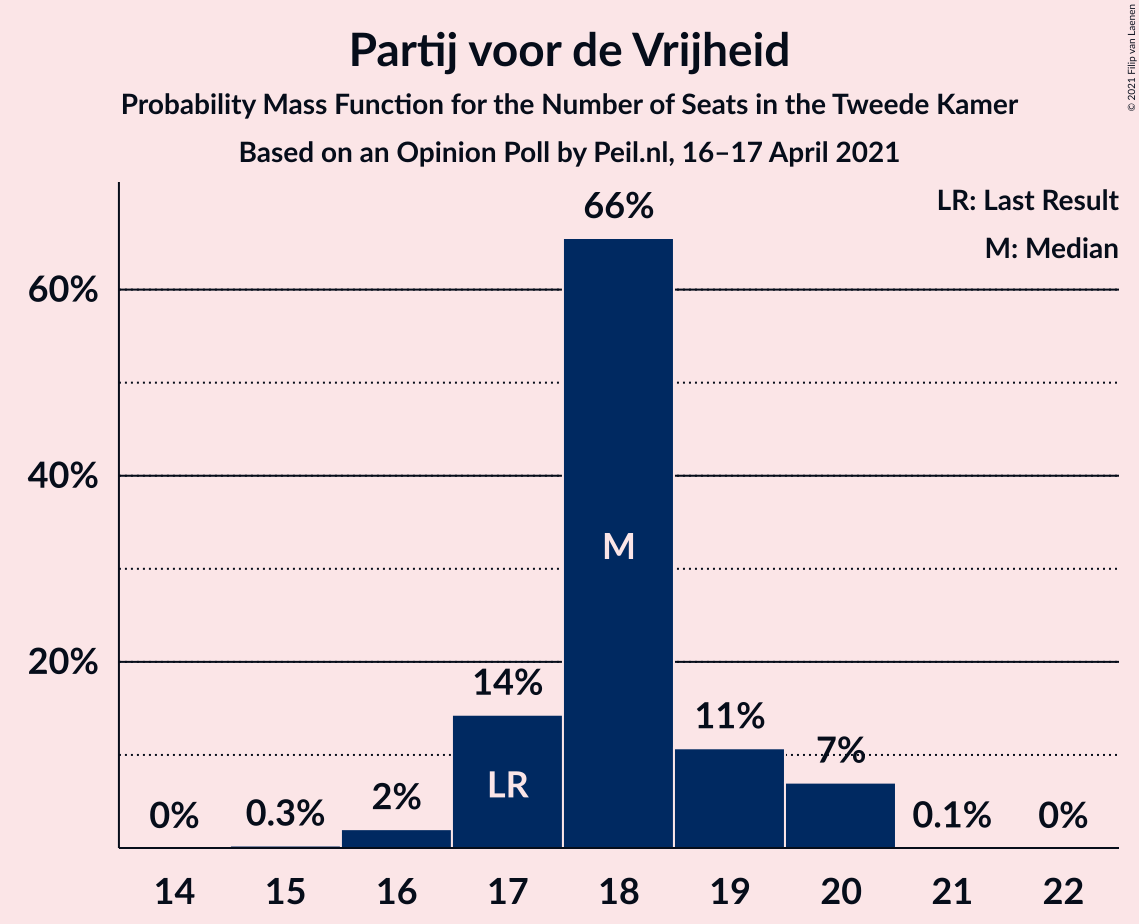 Partij voor de Vrijheid
Probability Mass Function for the Number of Seats in the Tweede Kamer
Based on an Opinion Poll by Peil.nl, 16–17 April 2021
© 2021 Filip van Laenen
LR: Last Result
M: Median
60%
40%
20%
0%
0.3%
2%
14%
66%
11%
7%
0.1%
0%
LR
M
14 15 16 17 18 19 20 21 22